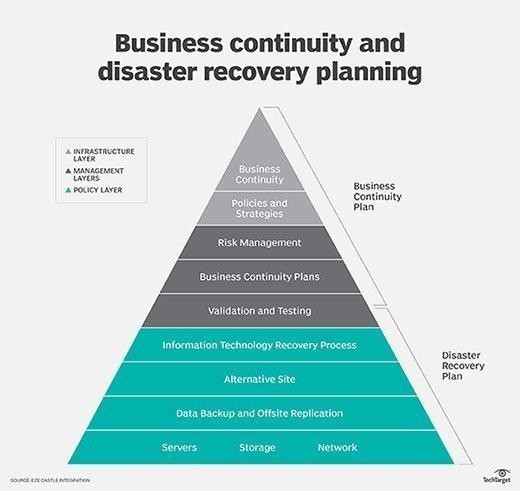 Business continuity and
disaster recovery planning
INFRASTRUCTURE
LAYER
MANAGEMENT
LAYERS
POLICY LAYER
Business
Continuity
Policies and
Strategies
Risk Management
Business Continuity Plans
Validation and Testing
Business
Continuity
Plan
Information Technology Recovery Process
Alternative Site
Data Backup and Offsite Replication
Servers Storage Network
Disaster
Recovery
Plan
SOURCE: EZE CASTLE INTEGRATION
TechTarget